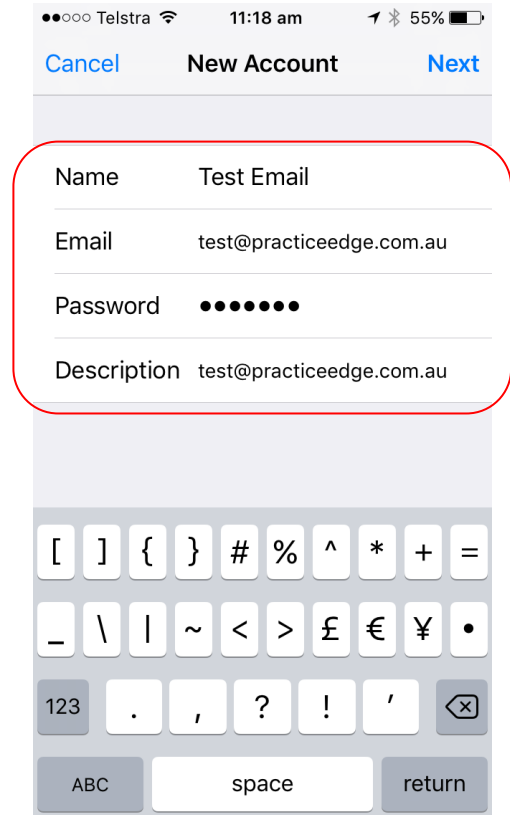 ●●○○○ Telstra 11:18 am 55%
Cancel New Account Next
Name Test Email
Email test@practiceedge.com.au
Password ●●●●●●●
Description test@practiceedge.com.au
[ ] { } # % ^ * + =
_ \ | ~ < > £ € ¥ •
123 . , ? ! ′
ABC space return